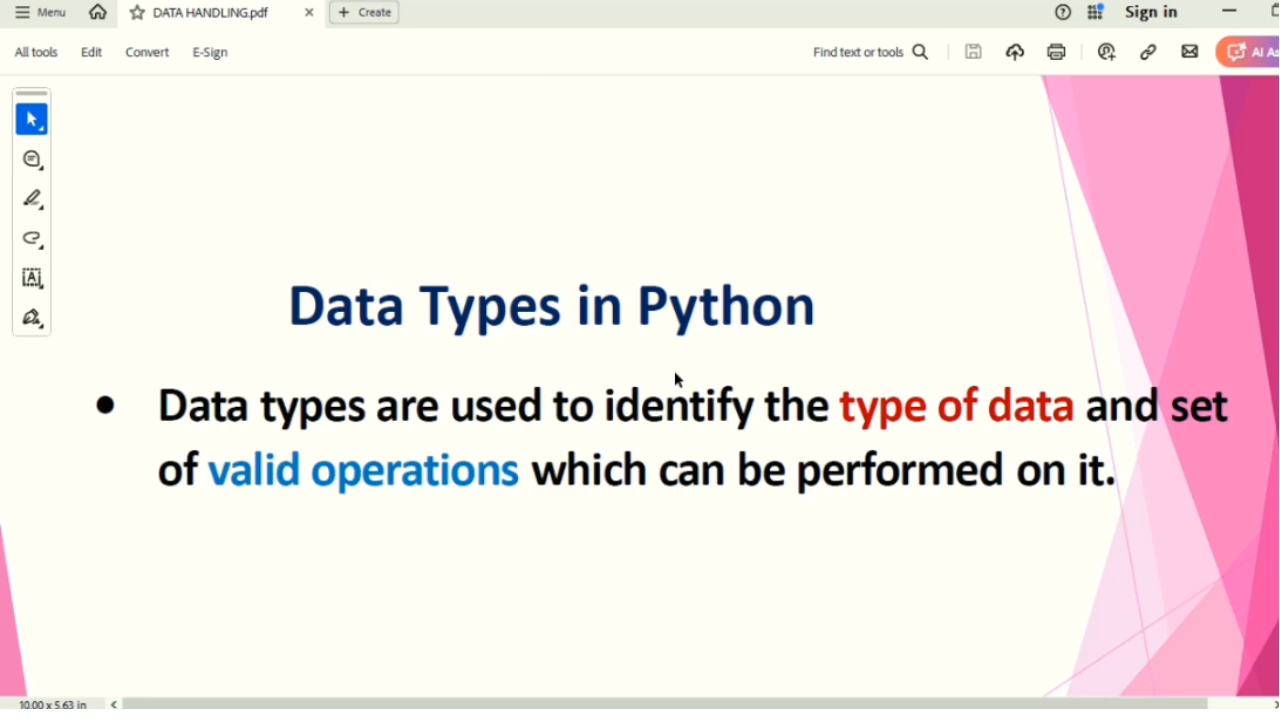 Menu
DATA HANDLING.pdf
× + Create
Sign in
All tools Edit Convert E-Sign
Find text or tools
Data Types in Python
• Data types are used to identify the type of data and set
of valid operations which can be performed on it.
10.00 x 5.63 in